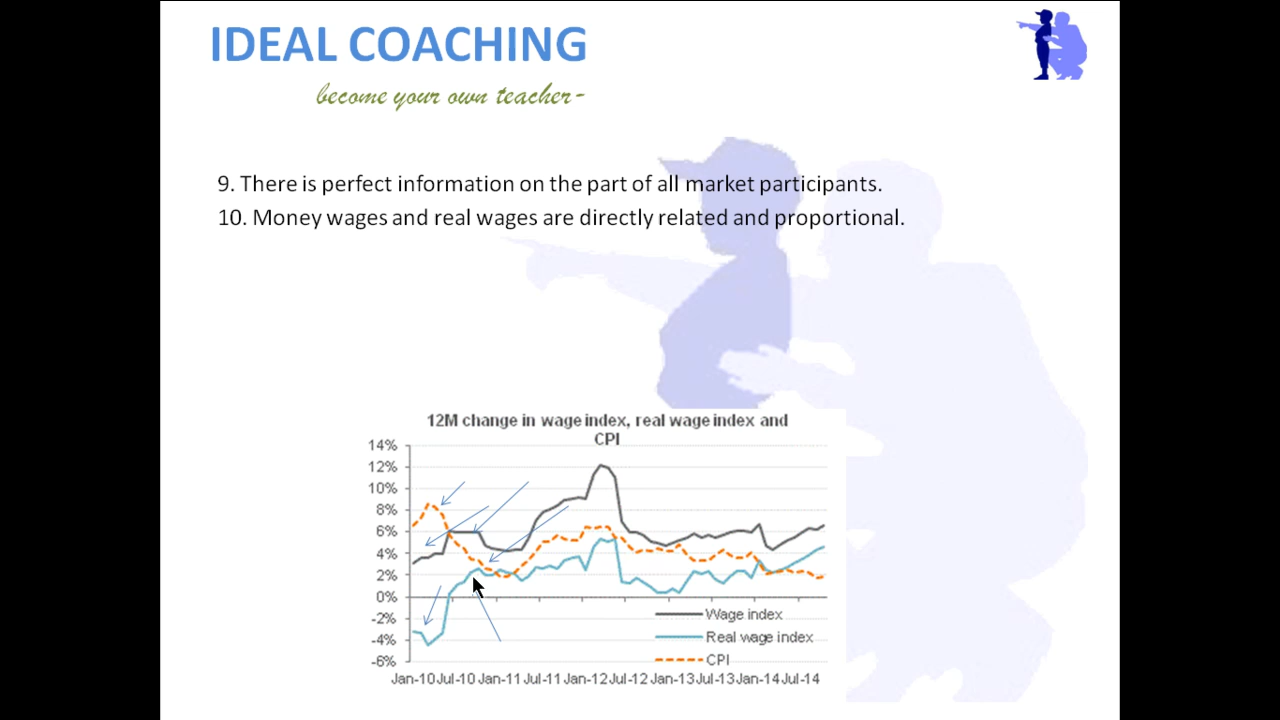 IDEAL COACHING
become your own teacher-
9. There is perfect information on the part of all market participants.
10. Money wages and real wages are directly related and proportional.
12M change in wage index, real wage index and
CPI
14%
12%
10%
8%
6%
4%
2%
0%
-2%
-4%
-6%
Wage index
Real wage index
CPI
Jan-10 Jul-10 Jan-11 Jul-11 Jan-12 Jul-12 Jan-13 Jul-13 Jan-14 Jul-14